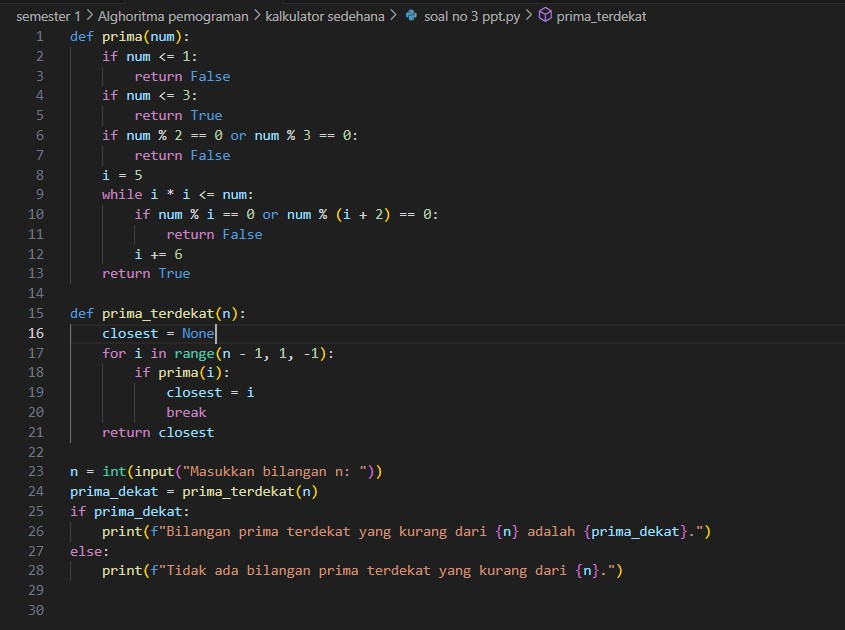 semester 1 > Alghoritma pemograman > kalkulator sedehana > soal no 3 ppt.py > prima_terdekat
1 def prima(num):
2     if num <= 1:
3         return False
4     if num <= 3:
5         return True
6     if num % 2 == 0 or num % 3 == 0:
7         return False
8     i = 5
9     while i * i <= num:
10         if num % i == 0 or num % (i + 2) == 0:
11             return False
12         i += 6
13     return True
14
15 def prima_terdekat(n):
16     closest = None
17     for i in range(n - 1, 1, -1):
18         if prima(i):
19             closest = i
20             break
21     return closest
22
23 n = int(input("Masukkan bilangan n: "))
24 prima_dekat = prima_terdekat(n)
25 if prima_dekat:
26     print(f"Bilangan prima terdekat yang kurang dari {n} adalah {prima_dekat}.")
27 else:
28     print(f"Tidak ada bilangan prima terdekat yang kurang dari {n}.")
29
30